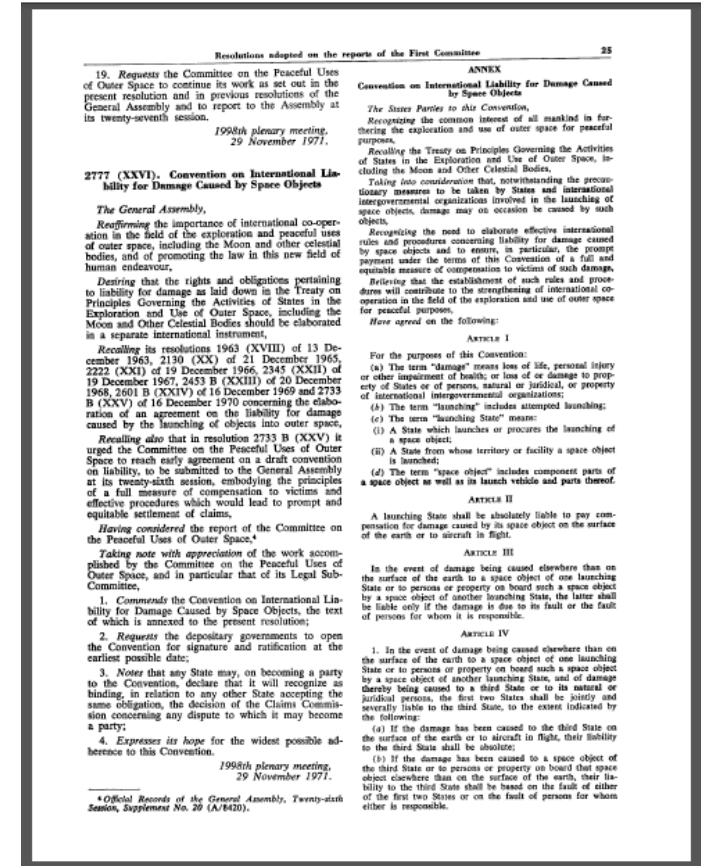 Resolutions adopted on the reports of the First Committee
25
19. Requests the Committee on the Peaceful Uses
of Outer Space to continue its work as set out in the
present resolution and in previous resolutions of the
General Assembly and to report to the Assembly at
its twenty-seventh session.
1998th plenary meeting,
29 November 1971.
2777 (XXVI). Convention on International Lia-
bility for Damage Caused by Space Objects
The General Assembly,
Reaffirming the importance of international co-oper-
ation in the field of the exploration and peaceful uses
of outer space, including the Moon and other celestial
bodies, and of promoting the law in this new field of
human endeavour,
Desiring that the rights and obligations pertaining
to liability for damage as laid down in the Treaty on
Principles Governing the Activities of States in the
Exploration and Use of Outer Space, including the
Moon and Other Celestial Bodies should be elaborated
in a separate international instrument,
Recalling its resolutions 1963 (XVIII) of 13 De-
cember 1963, 2130 (XX) of 21 December 1965,
2222 (XXI) of 19 December 1966, 2345 (XXII) of
19 December 1967, 2453 B (XXIII) of 20 December
1968, 2601 B (XXIV) of 16 December 1969 and 2733
B (XXV) of 16 December 1970 concerning the elabo-
ration of an agreement on the liability for damage
caused by the launching of objects into outer space,
Recalling also that in resolution 2733 B (XXV) it
urged the Committee on the Peaceful Uses of Outer
Space to reach early agreement on a draft convention
on liability, to be submitted to the General Assembly
at its twenty-sixth session, embodying the principles
of a full measure of compensation to victims and
effective procedures which would lead to prompt and
equitable settlement of claims,
Having considered the report of the Committee on
the Peaceful Uses of Outer Space,4
Taking note with appreciation of the work accom-
plished by the Committee on the Peaceful Uses of
Outer Space, and in particular that of its Legal Sub-
Committee,
1. Commends the Convention on International Lia-
bility for Damage Caused by Space Objects, the text
of which is annexed to the present resolution;
2. Requests the depositary governments to open
the Convention for signature and ratification at the
earliest possible date;
3. Notes that any State may, on becoming a party
to the Convention, declare that it will recognize as
binding, in relation to any other State accepting the
same obligation, the decision of the Claims Commis-
sion concerning any dispute to which it may become
a party;
4. Expresses its hope for the widest possible ad-
herence to this Convention.
1998th plenary meeting,
29 November 1971.
4 Official Records of the General Assembly, Twenty-sixth
Session, Supplement No. 20 (A/8420).
ANNEX
Convention on International Liability for Damage Caused
by Space Objects
The States Parties to this Convention,
Recognizing the common interest of all mankind in fur-
thering the exploration and use of outer space for peaceful
purposes,
Recalling the Treaty on Principles Governing the Activities
of States in the Exploration and Use of Outer Space, in-
cluding the Moon and Other Celestial Bodies,
Taking into consideration that, notwithstanding the precau-
tionary measures to be taken by States and international
intergovernmental organizations involved in the launching of
space objects, damage may on occasion be caused by such
objects,
Recognizing the need to elaborate effective international
rules and procedures concerning liability for damage caused
by space objects and to ensure, in particular, the prompt
payment under the terms of this Convention of a full and
equitable measure of compensation to victims of such damage,
Believing that the establishment of such rules and proce-
dures will contribute to the strengthening of international co-
operation in the field of the exploration and use of outer space
for peaceful purposes,
Have agreed on the following:
ARTICLE I
For the purposes of this Convention:
(a) The term "damage" means loss of life, personal injury
or other impairment of health; or loss of or damage to prop-
erty of States or of persons, natural or juridical, or property
of international intergovernmental organizations;
(b) The term "launching" includes attempted launching;
(c) The term "launching State" means:
(i) A State which launches or procures the launching of
a space object;
(ii) A State from whose territory or facility a space object
is launched;
(d) The term "space object" includes component parts of
a space object as well as its launch vehicle and parts thereof.
ARTICLE II
A launching State shall be absolutely liable to pay com-
pensation for damage caused by its space object on the surface
of the earth or to aircraft in flight.
ARTICLE III
In the event of damage being caused elsewhere than on
the surface of the earth to a space object of one launching
State or to persons or property on board such a space object
by a space object of another launching State, the latter shall
be liable only if the damage is due to its fault or the fault
of persons for whom it is responsible.
ARTICLE IV
1. In the event of damage being caused elsewhere than on
the surface of the earth to a space object of one launching
State or to persons or property on board such a space object
by a space object of another launching State, and of damage
thereby being caused to a third State or to its natural or
juridical persons, the first two States shall be jointly and
severally liable to the third State, to the extent indicated by
the following:
(a) If the damage has been caused to the third State on
the surface of the earth or to aircraft in flight, their liability
to the third State shall be absolute;
(b) If the damage has been caused to a space object of
the third State or to persons or property on board that space
object elsewhere than on the surface of the earth, their lia-
bility to the third State shall be based on the fault of either
of the first two States or on the fault of persons for whom
either is responsible.